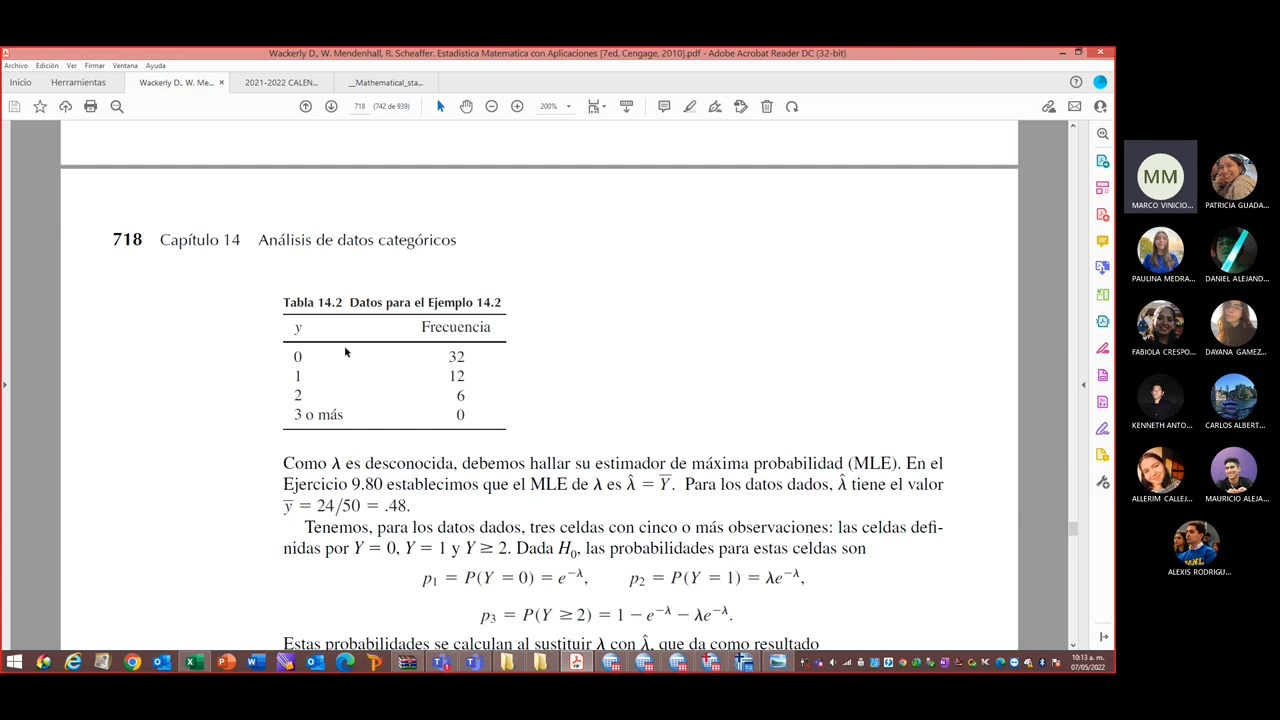 Wackerly D., W. Mendenhall, R. Scheaffer. Estadistica Matematica con Aplicaciones [7ed, Cengage, 2010].pdf - Adobe Acrobat Reader DC (32-bit)
Archivo Edición Ver Firmar Ventana Ayuda
Inicio Herramientas Wackerly D., W. Me... × 2021-2022 CALEN... __Mathematical_sta...
718 (742 de 939) 200%
718 Capítulo 14 Análisis de datos categóricos
Tabla 14.2 Datos para el Ejemplo 14.2
y Frecuencia
0 32
1 12
2 6
3 o más 0
Como λ es desconocida, debemos hallar su estimador de máxima probabilidad (MLE). En el
Ejercicio 9.80 establecimos que el MLE de λ es λ̂ = Y̅. Para los datos dados, λ̂ tiene el valor
y̅ = 24/50 = .48.
Tenemos, para los datos dados, tres celdas con cinco o más observaciones: las celdas defi-
nidas por Y = 0, Y = 1 y Y ≥ 2. Dada H₀, las probabilidades para estas celdas son
p₁ = P(Y = 0) = e^−λ, p₂ = P(Y = 1) = λe^−λ,
p₃ = P(Y ≥ 2) = 1 − e^−λ − λe^−λ.
Estas probabilidades se calculan al sustituir λ con λ̂, que da como resultado
10:13 a. m.
07/05/2022
MM
MARCO VINICIO... PATRICIA GUADA...
PAULINA MEDRA... DANIEL ALEJAND...
FABIOLA CRESPO... DAYANA GAMEZ...
KENNETH ANTO... CARLOS ALBERT...
ALLERIM CALLEJ... MAURICIO ALEJA...
ALEXIS RODRIGU...